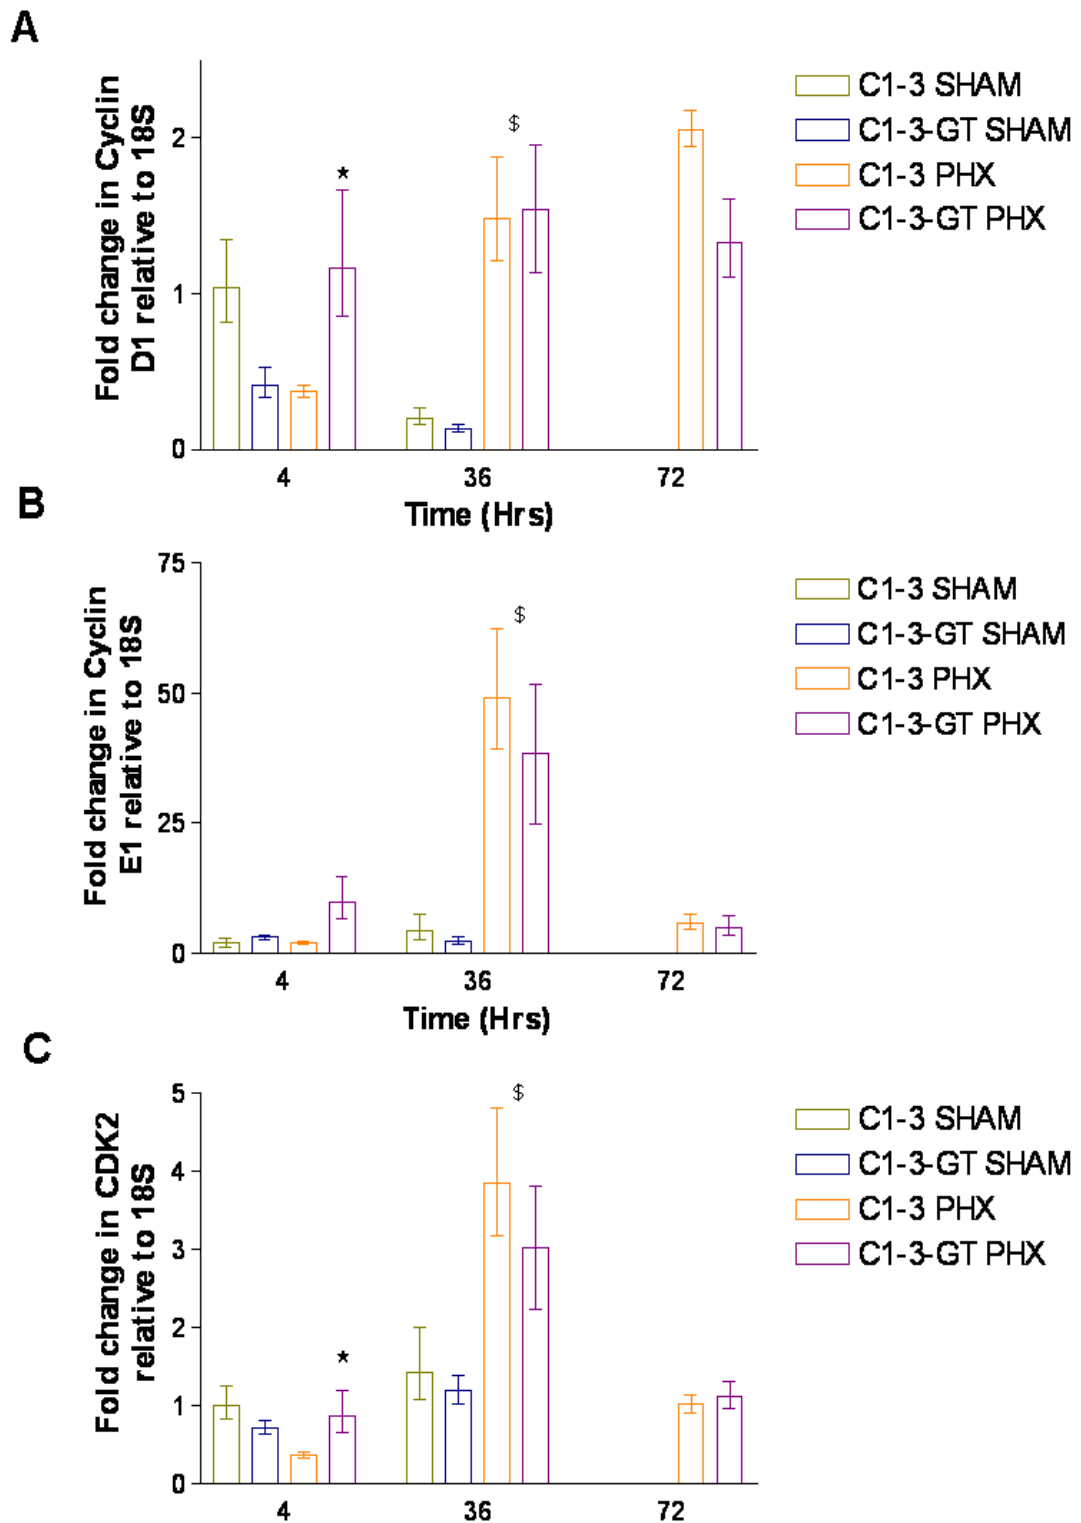 A
Fold change in Cyclin
D1 relative to 18S
2
1
0
★
$
4
36
72
Time (Hrs)
C1-3 SHAM
C1-3-GT SHAM
C1-3 PHX
C1-3-GT PHX
B
Fold change in Cyclin
E1 relative to 18S
75
50
25
0
$
4
36
72
Time (Hrs)
C1-3 SHAM
C1-3-GT SHAM
C1-3 PHX
C1-3-GT PHX
C
Fold change in CDK2
relative to 18S
5
4
3
2
1
0
★
$
4
36
72
C1-3 SHAM
C1-3-GT SHAM
C1-3 PHX
C1-3-GT PHX